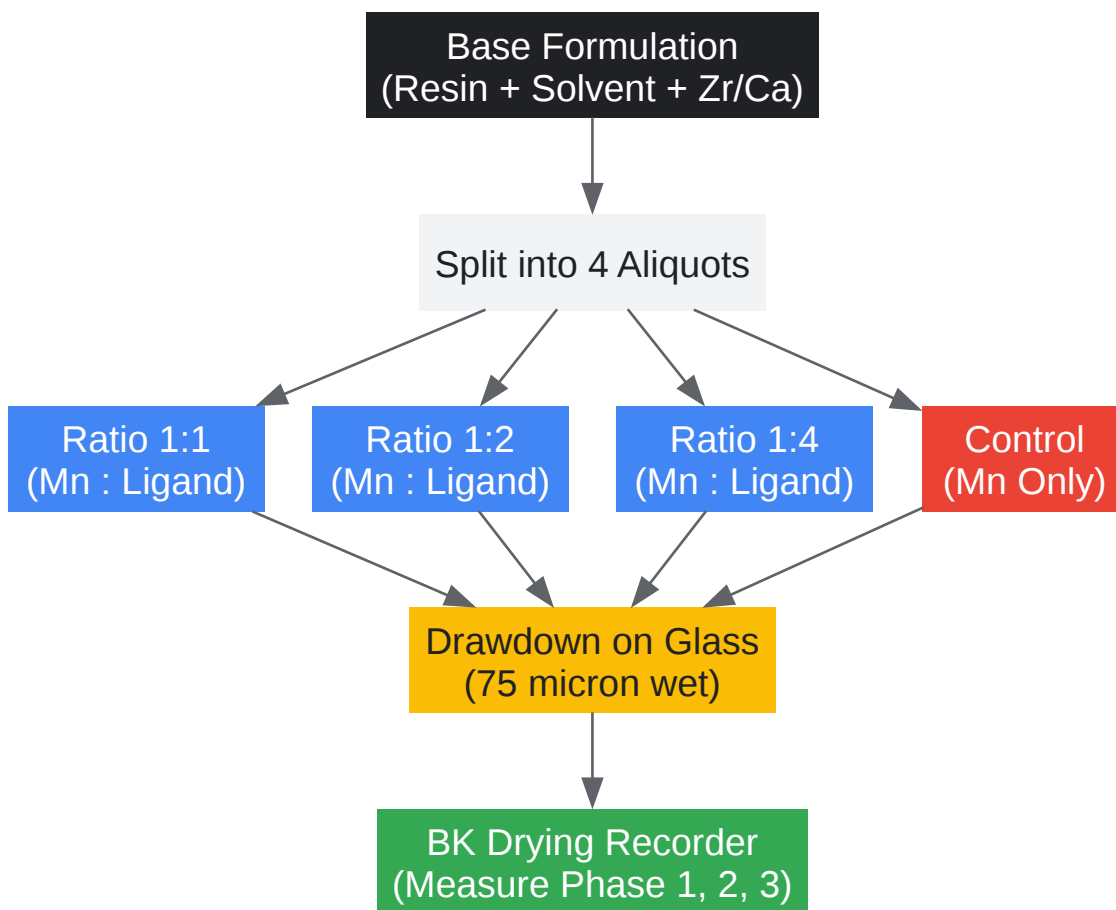 Base Formulation
(Resin + Solvent + Zr/Ca)
Split into 4 Aliquots
Ratio 1:1
(Mn : Ligand)
Ratio 1:2
(Mn : Ligand)
Ratio 1:4
(Mn : Ligand)
Control
(Mn Only)
Drawdown on Glass
(75 micron wet)
BK Drying Recorder
(Measure Phase 1, 2, 3)